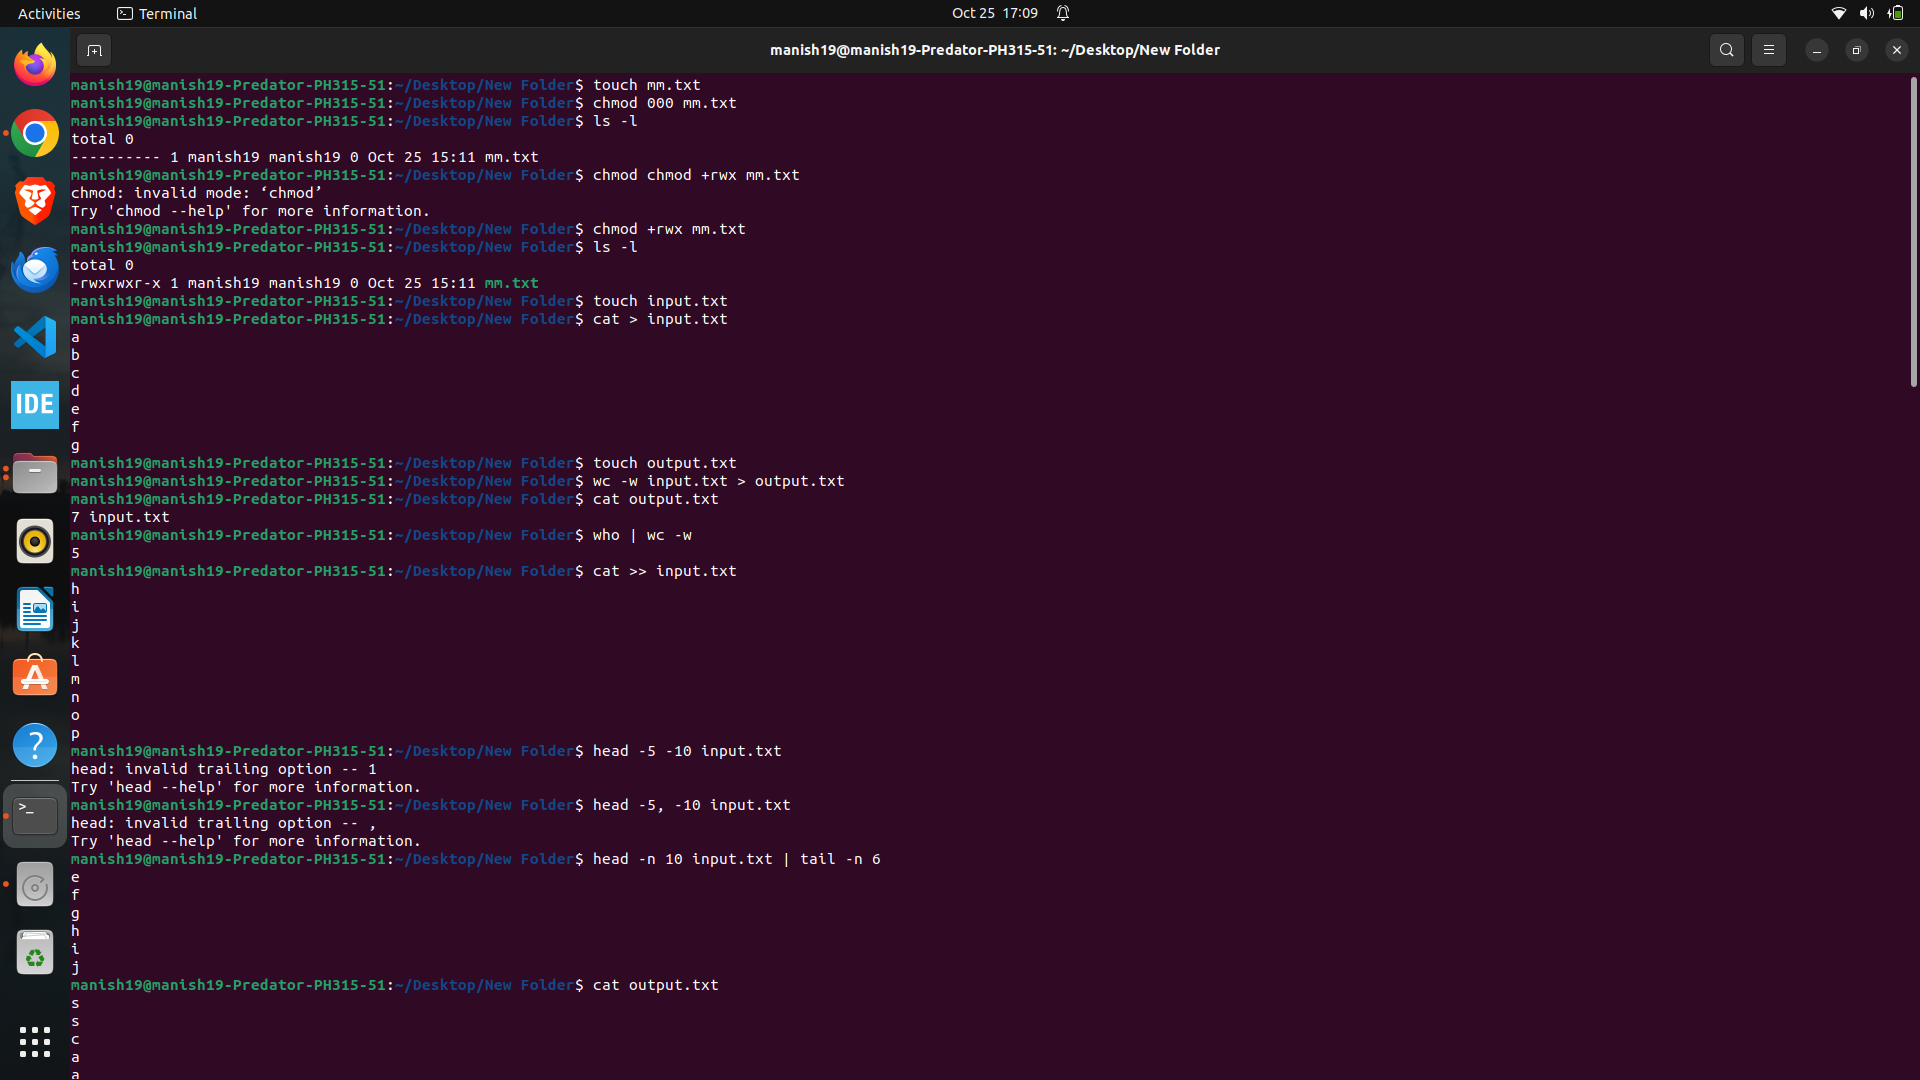 Activities Terminal Oct 25 17:09
manish19@manish19-Predator-PH315-51: ~/Desktop/New Folder
manish19@manish19-Predator-PH315-51:~/Desktop/New Folder$ touch mm.txt
manish19@manish19-Predator-PH315-51:~/Desktop/New Folder$ chmod 000 mm.txt
manish19@manish19-Predator-PH315-51:~/Desktop/New Folder$ ls -l
total 0
---------- 1 manish19 manish19 0 Oct 25 15:11 mm.txt
manish19@manish19-Predator-PH315-51:~/Desktop/New Folder$ chmod chmod +rwx mm.txt
chmod: invalid mode: ‘chmod’
Try 'chmod --help' for more information.
manish19@manish19-Predator-PH315-51:~/Desktop/New Folder$ chmod +rwx mm.txt
manish19@manish19-Predator-PH315-51:~/Desktop/New Folder$ ls -l
total 0
-rwxrwxr-x 1 manish19 manish19 0 Oct 25 15:11 mm.txt
manish19@manish19-Predator-PH315-51:~/Desktop/New Folder$ touch input.txt
manish19@manish19-Predator-PH315-51:~/Desktop/New Folder$ cat > input.txt
a
b
c
d
e
f
g
manish19@manish19-Predator-PH315-51:~/Desktop/New Folder$ touch output.txt
manish19@manish19-Predator-PH315-51:~/Desktop/New Folder$ wc -w input.txt > output.txt
manish19@manish19-Predator-PH315-51:~/Desktop/New Folder$ cat output.txt
7 input.txt
manish19@manish19-Predator-PH315-51:~/Desktop/New Folder$ who | wc -w
5
manish19@manish19-Predator-PH315-51:~/Desktop/New Folder$ cat >> input.txt
h
i
j
k
l
m
n
o
p
manish19@manish19-Predator-PH315-51:~/Desktop/New Folder$ head -5 -10 input.txt
head: invalid trailing option -- 1
Try 'head --help' for more information.
manish19@manish19-Predator-PH315-51:~/Desktop/New Folder$ head -5, -10 input.txt
head: invalid trailing option -- ,
Try 'head --help' for more information.
manish19@manish19-Predator-PH315-51:~/Desktop/New Folder$ head -n 10 input.txt | tail -n 6
e
f
g
h
i
j
manish19@manish19-Predator-PH315-51:~/Desktop/New Folder$ cat output.txt
s
s
c
a
a
IDE